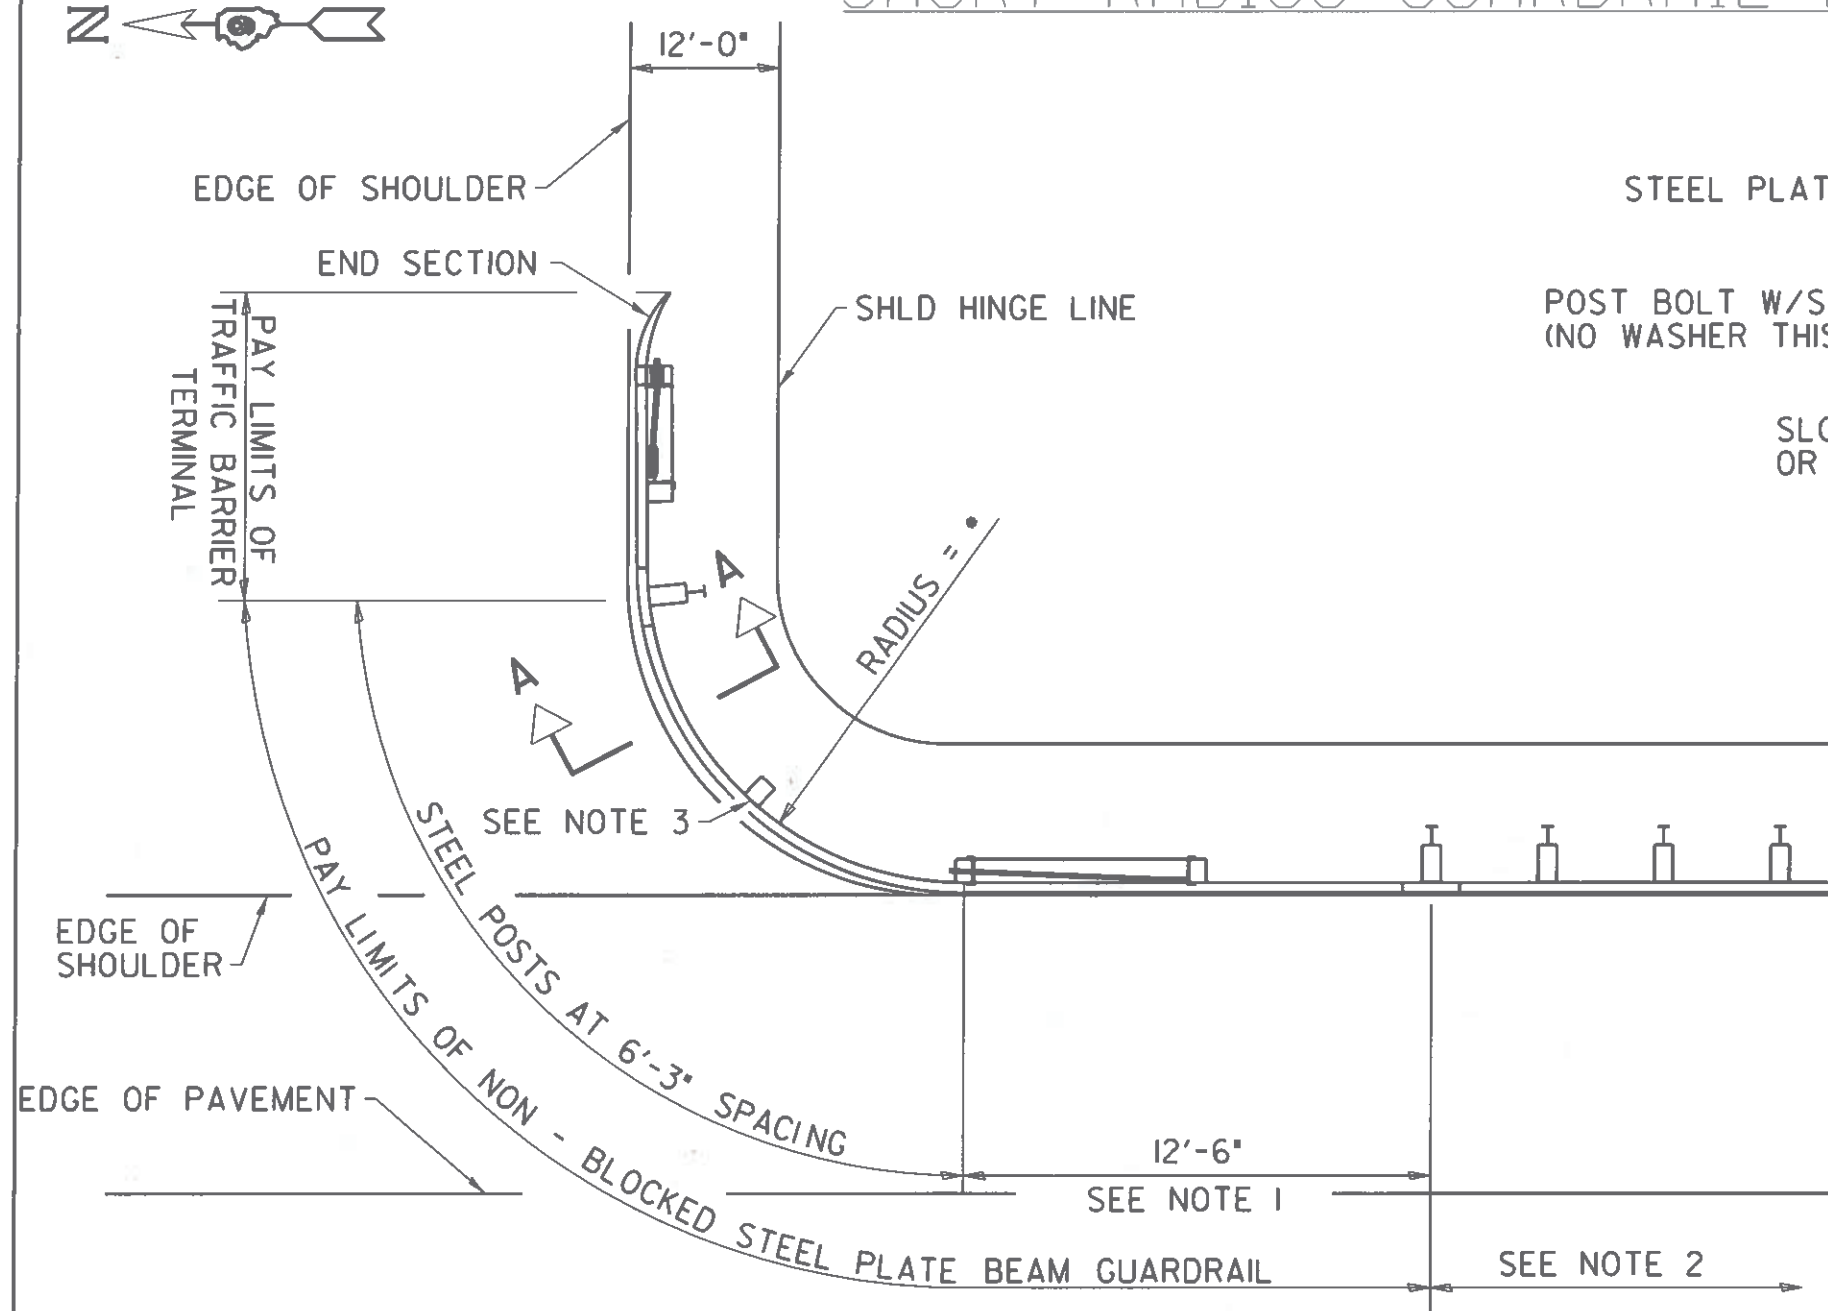 SHORT RADIUS GUARDRAIL
N
12'-0"
EDGE OF SHOULDER
END SECTION
SHLD HINGE LINE
STEEL PLAT
POST BOLT W/S
(NO WASHER THIS
SLO
OR
PAY LIMITS OF
TRAFFIC BARRIER
TERMINAL
A
A
RADIUS = •
SEE NOTE 3
STEEL POSTS AT 6'-3" SPACING
PAY LIMITS OF NON - BLOCKED STEEL PLATE BEAM GUARDRAIL
EDGE OF
SHOULDER
EDGE OF PAVEMENT
12'-6"
SEE NOTE 1
SEE NOTE 2